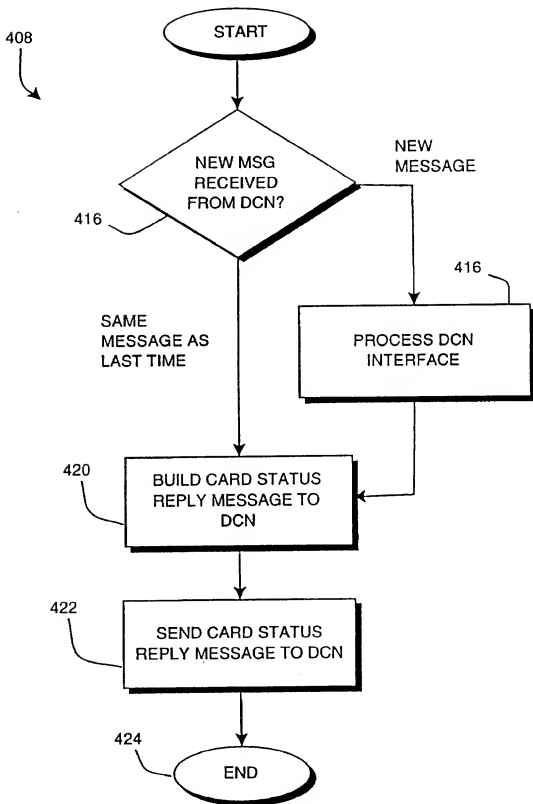 408
START
NEW MSG
RECEIVED
FROM DCN?
416
NEW
MESSAGE
416
SAME
MESSAGE AS
LAST TIME
PROCESS DCN
INTERFACE
420
BUILD CARD STATUS
REPLY MESSAGE TO
DCN
422
SEND CARD STATUS
REPLY MESSAGE TO DCN
424
END